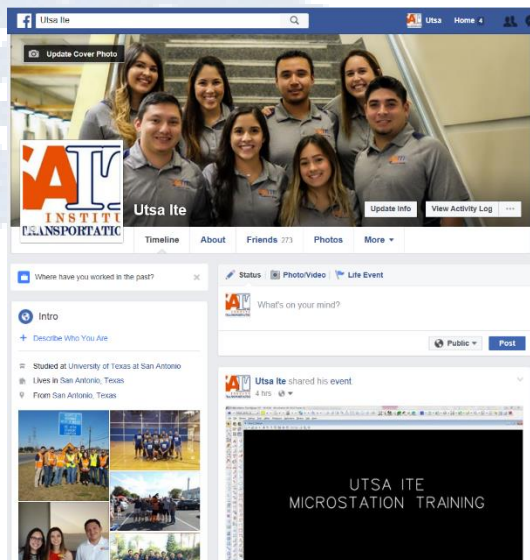 Utsa Ite
Utsa Home 4
Update Cover Photo
INSTITU
TRANSPORTATIC
Utsa Ite
Update Info View Activity Log ...
Timeline About Friends 273 Photos More
Where have you worked in the past?
Status Photo/Video Life Event
What's on your mind?
Public Post
Intro
Describe Who You Are
Studied at University of Texas at San Antonio
Lives in San Antonio, Texas
From San Antonio, Texas
Utsa Ite shared his event
4 hrs
UTSA ITE
MICROSTATION TRAINING